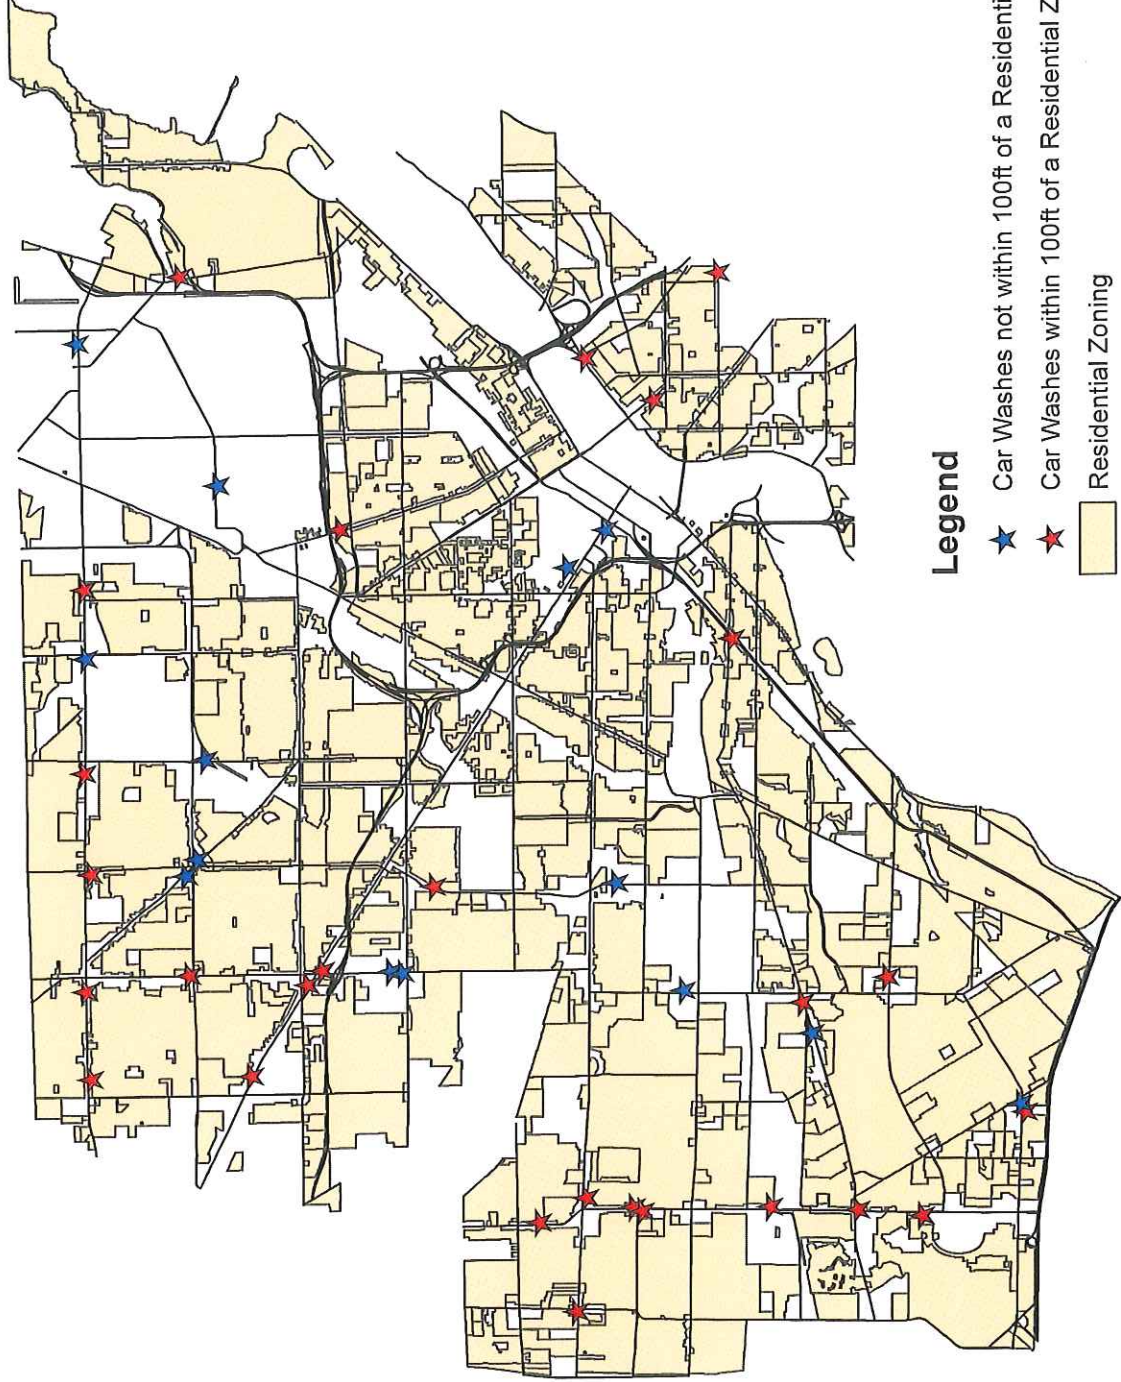 Legend
Car Washes not within 100ft of a Residenti
Car Washes within 100ft of a Residential Z
Residential Zoning